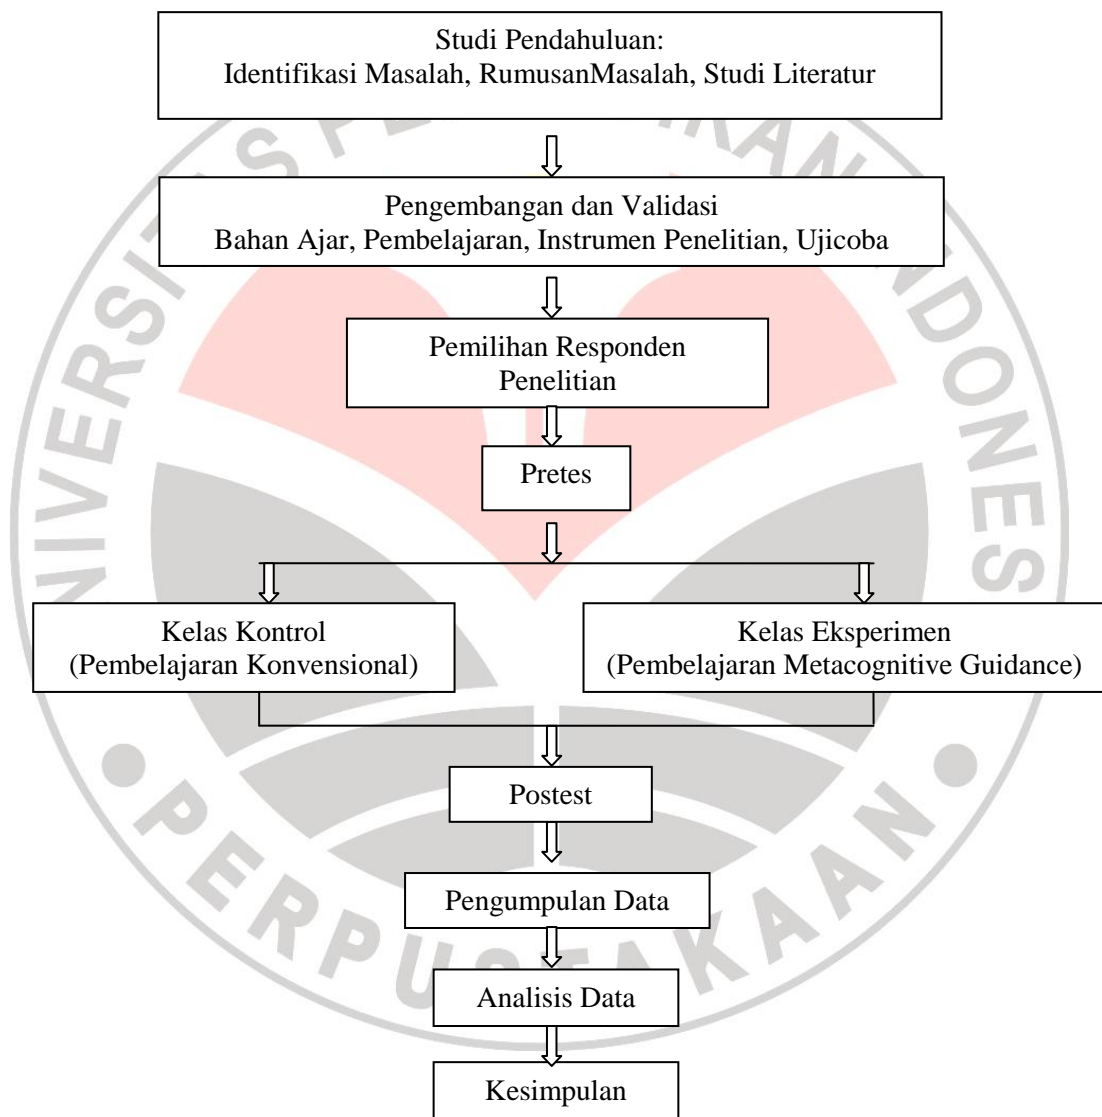 Studi Pendahuluan:
Identifikasi Masalah, RumusanMasalah, Studi Literatur
Pengembangan dan Validasi
Bahan Ajar, Pembelajaran, Instrumen Penelitian, Ujicoba
Pemilihan Responden
Penelitian
Pretes
Kelas Kontrol
(Pembelajaran Konvensional)
Kelas Eksperimen
(Pembelajaran Metacognitive Guidance)
Postest
Pengumpulan Data
Analisis Data
Kesimpulan
PERPUSTAKAAN